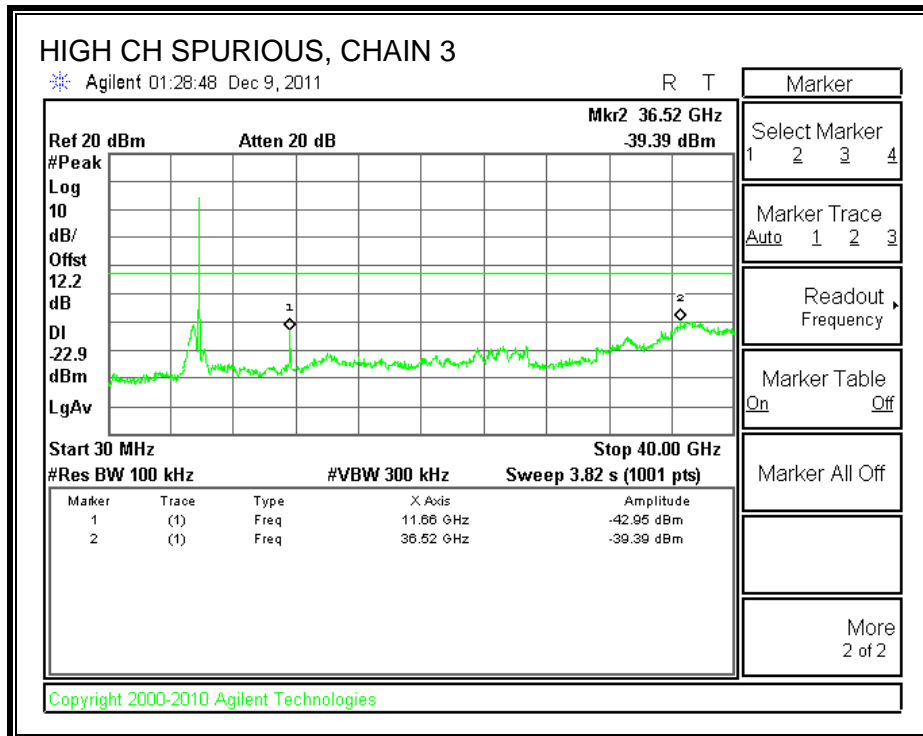 HIGH CH SPURIOUS, CHAIN 3
Agilent 01:28:48 Dec 9, 2011 R T
Mkr2 36.52 GHz
Ref 20 dBm Atten 20 dB -39.39 dBm
#Peak
Log
10
dB/
Offst
12.2
dB
DI
-22.9
dBm
LgAv
1
2
Start 30 MHz Stop 40.00 GHz
#Res BW 100 kHz #VBW 300 kHz Sweep 3.82 s (1001 pts)
Marker Trace Type X Axis Amplitude
1 (1) Freq 11.66 GHz -42.95 dBm
2 (1) Freq 36.52 GHz -39.39 dBm
Marker
Select Marker
1 2 3 4
Marker Trace
Auto 1 2 3
Readout
Frequency
Marker Table
On Off
Marker All Off
More
2 of 2
Copyright 2000-2010 Agilent Technologies